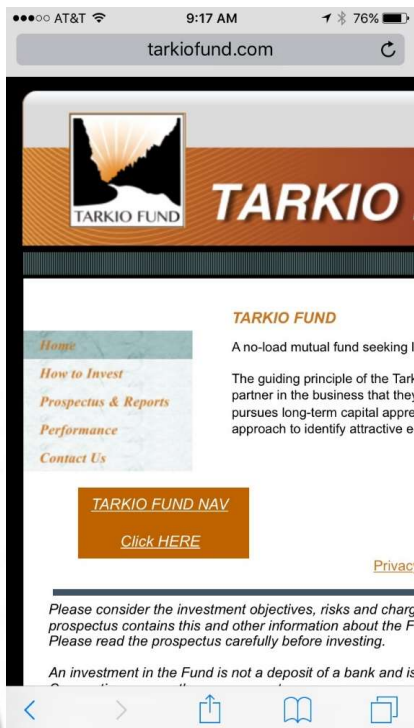 AT&T 9:17 AM 76%
tarkiofund.com
TARKIO FUND
TARKIO
TARKIO FUND
Home
A no-load mutual fund seeking
How to Invest
The guiding principle of the
Prospectus & Reports
partner in the business that they
pursues long-term capital
Performance
approach to identify attractive
Contact Us
TARKIO FUND NAV
Click HERE
Privacy
Please consider the investment objectives, risks and
prospectus contains this and other information about the
Please read the prospectus carefully before investing.
An investment in the Fund is not a deposit of a bank and is